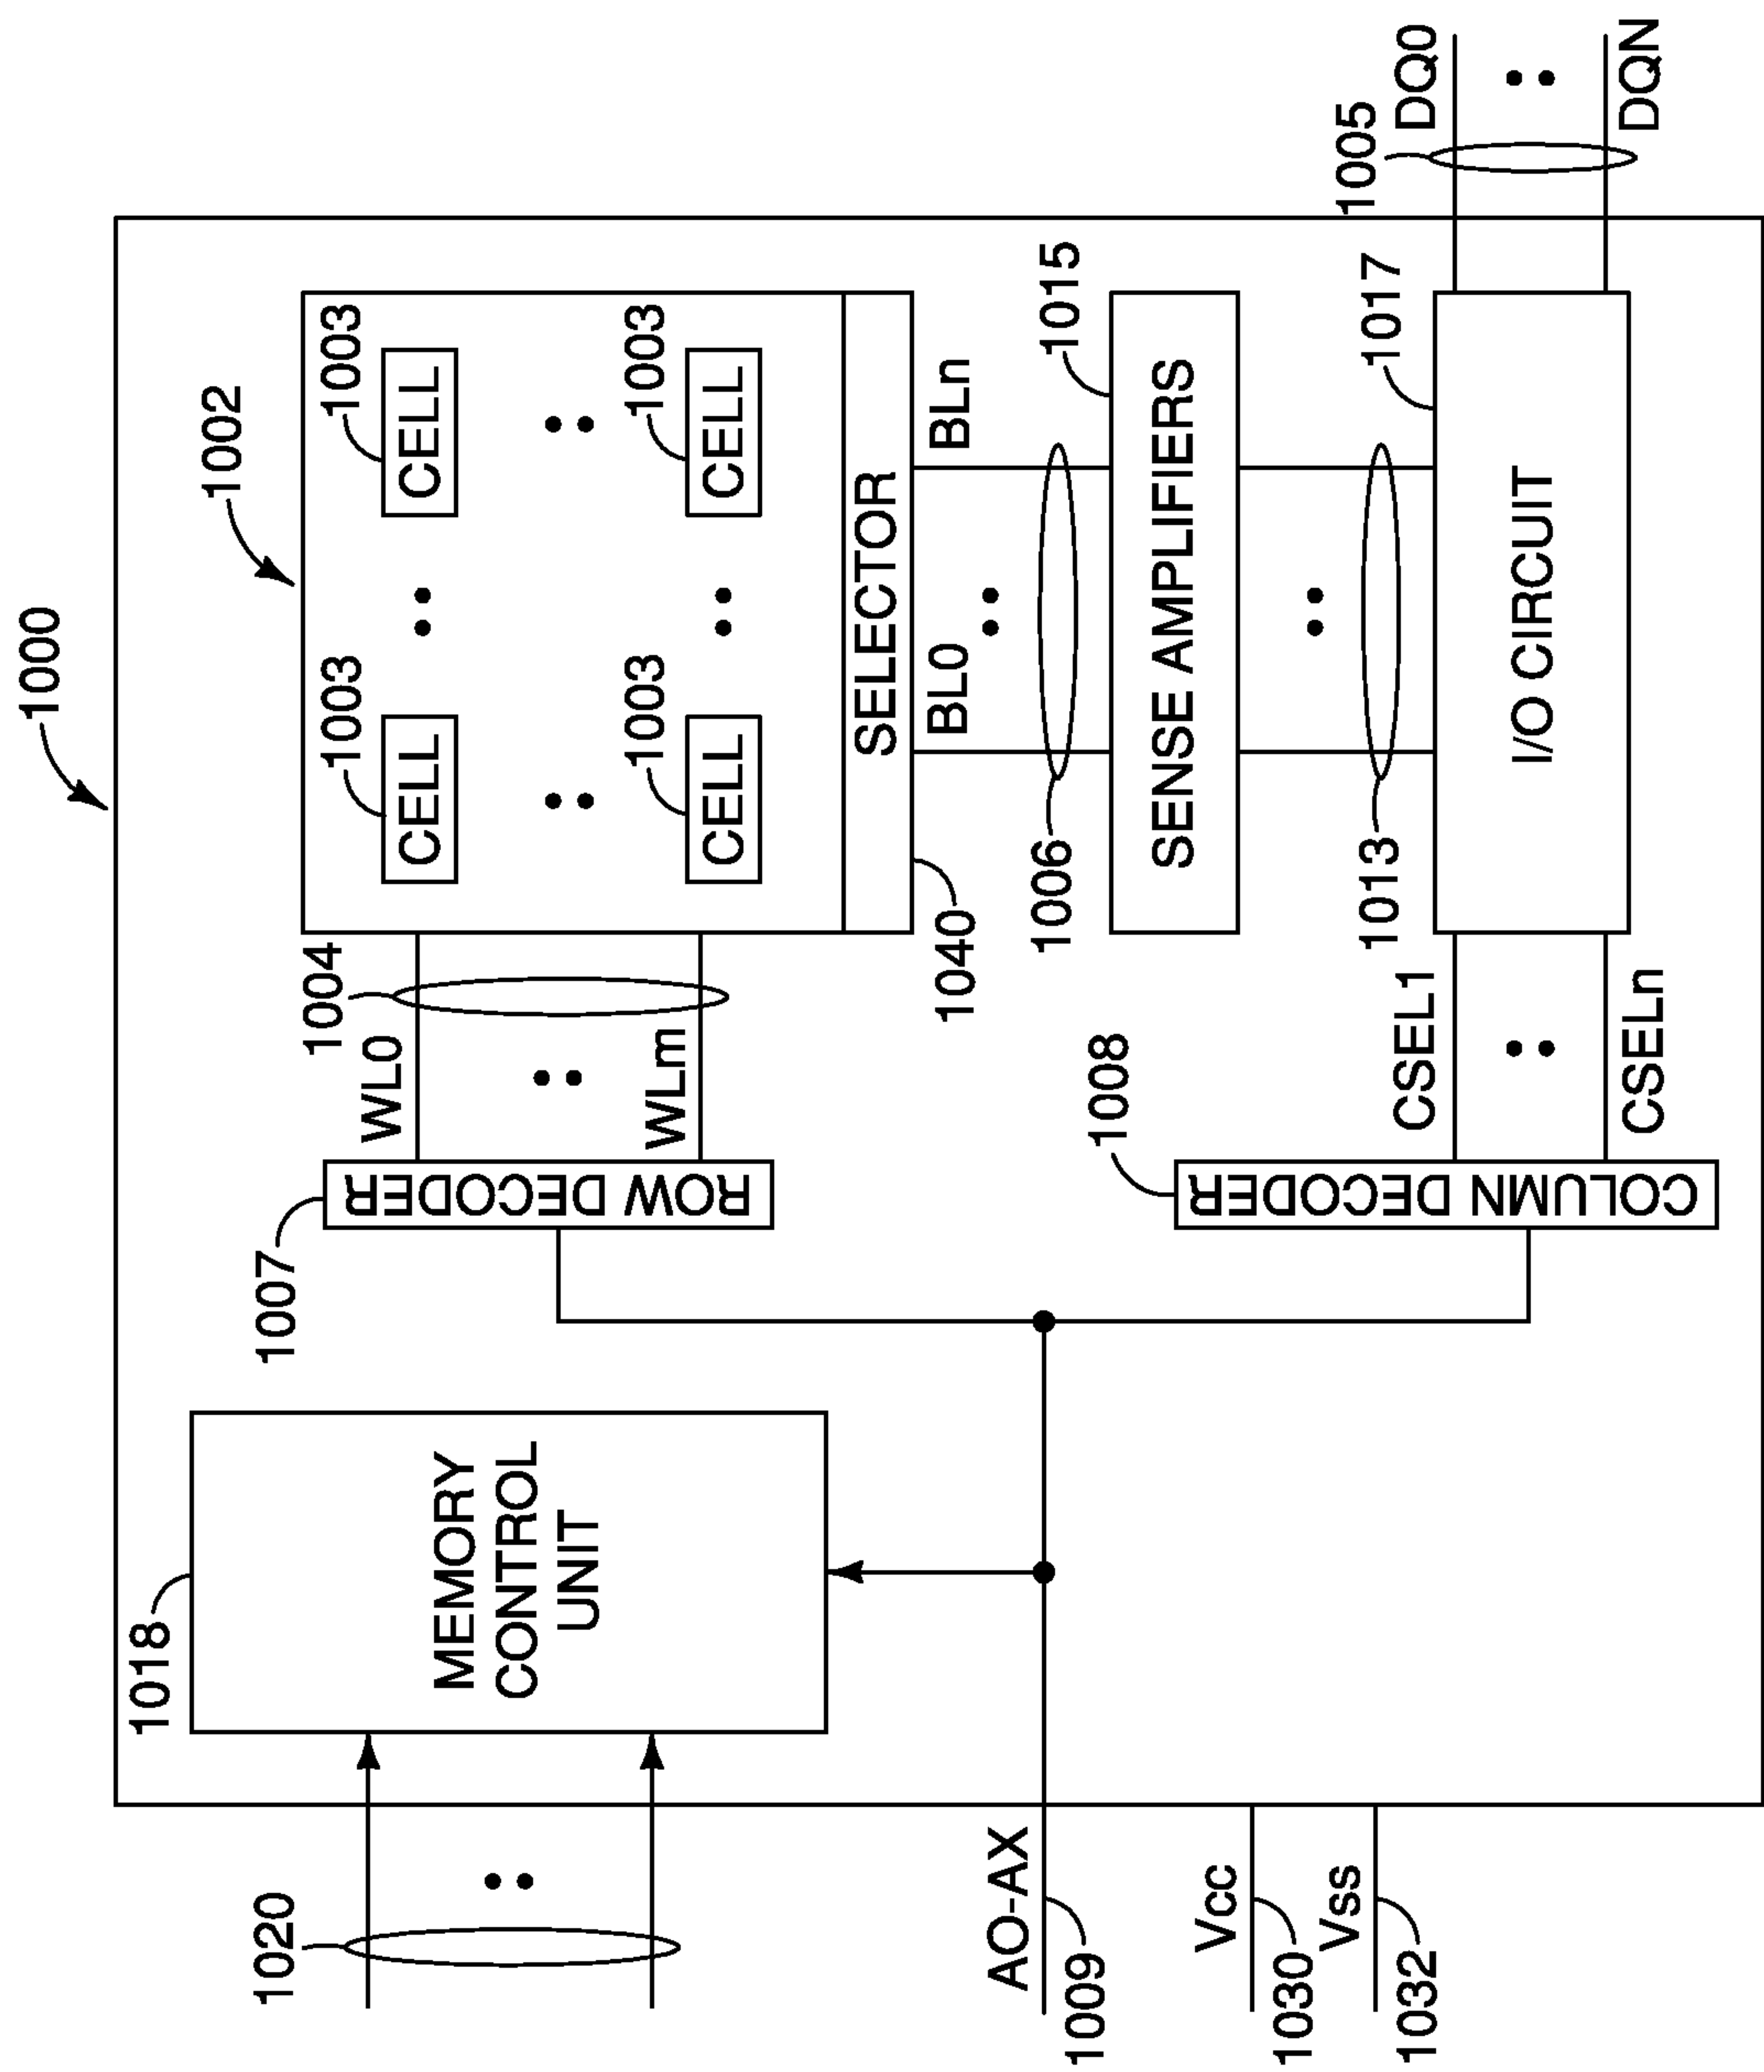 1000
1002
1018
1003
1003
CELL
CELL
1003
1003
CELL
CELL
SELECTOR
1004
WL0
WLm
1007
ROW DECODER
MEMORY
CONTROL
UNIT
1020
1040
BL0
BLn
1006
1015
SENSE AMPLIFIERS
1008
1013
1017
AO-AX
1009
COLUMN DECODER
CSEL1
CSELn
I/O CIRCUIT
1005
DQ0
DQN
Vcc
1030
Vss
1032